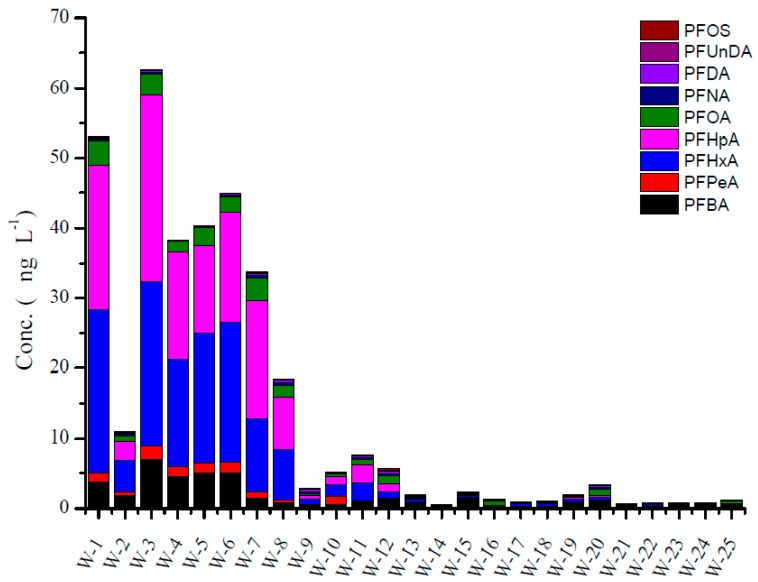 70
60
50
40
30
20
10
0
Conc. ( ng L-1)
PFOS
PFUnDA
PFDA
PFNA
PFOA
PFHpA
PFHxA
PFPeA
PFBA
W-1
W-2
W-3
W-4
W-5
W-6
W-7
W-8
W-9
W-10
W-11
W-12
W-13
W-14
W-15
W-16
W-17
W-18
W-19
W-20
W-21
W-22
W-23
W-24
W-25